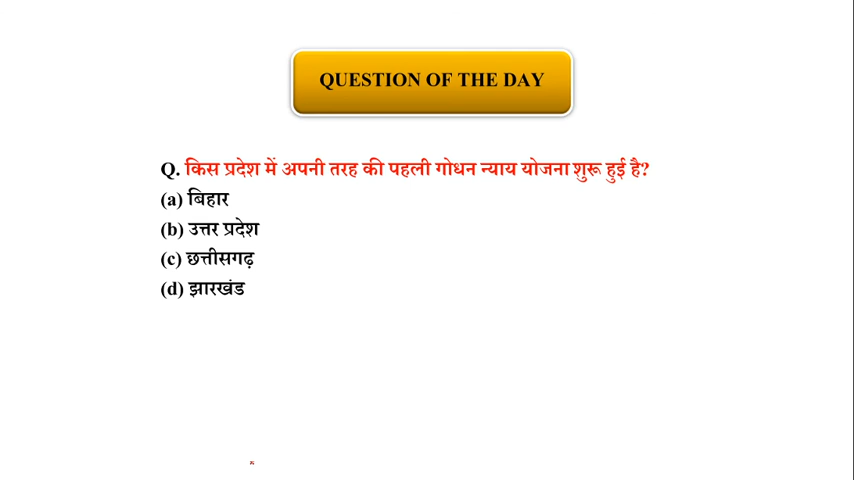 QUESTION OF THE DAY
Q. किस प्रदेश में अपनी तरह की पहली गोधन न्याय योजना शुरू हुई है?
(a) बिहार
(b) उत्तर प्रदेश
(c) छत्तीसगढ़
(d) झारखंड